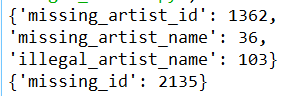 {'missing_artist_id': 1362,
'missing_artist_name': 36,
'illegal_artist_name': 103}
{'missing_id': 2135}